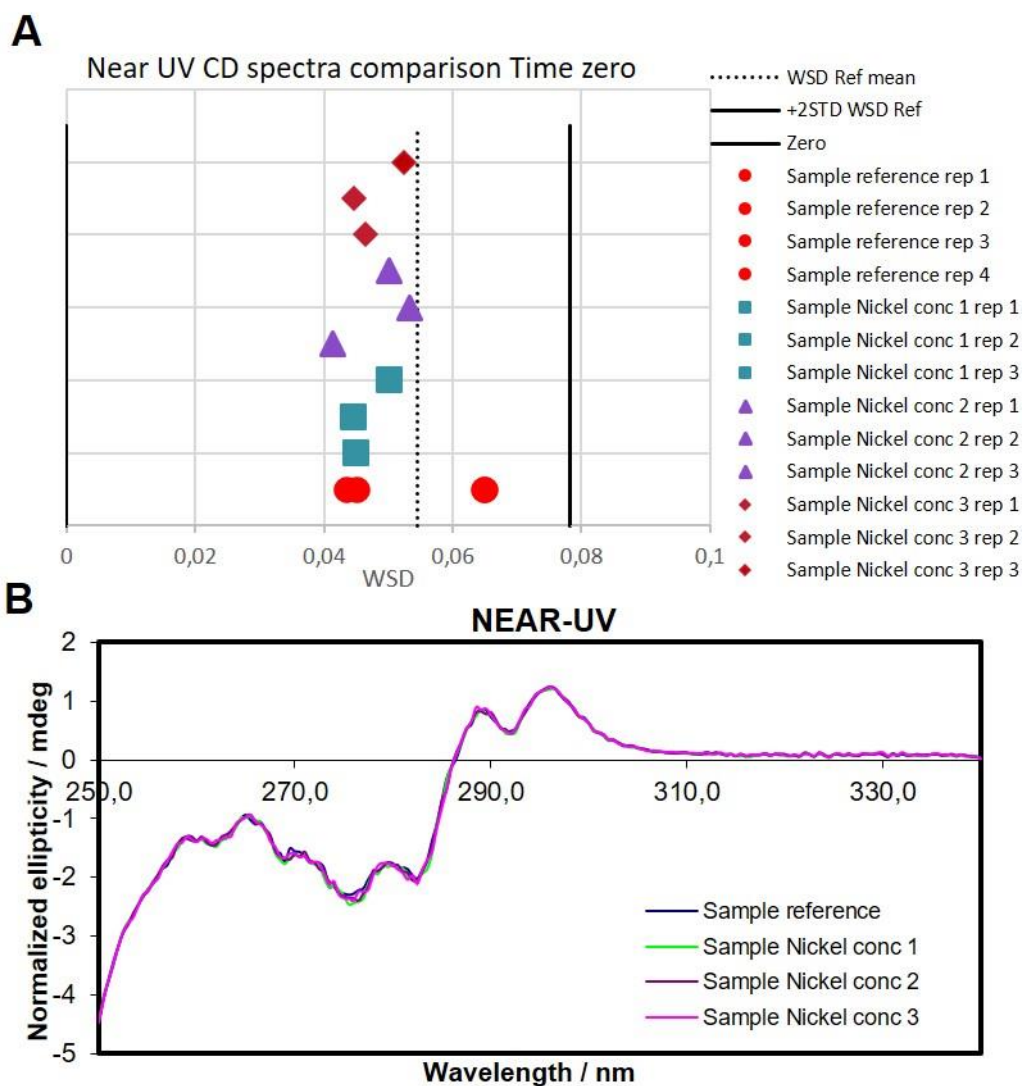 A
Near UV CD spectra comparison Time zero
WSD Ref mean
+2STD WSD Ref
Zero
Sample reference rep 1
Sample reference rep 2
Sample reference rep 3
Sample reference rep 4
Sample Nickel conc 1 rep 1
Sample Nickel conc 1 rep 2
Sample Nickel conc 1 rep 3
Sample Nickel conc 2 rep 1
Sample Nickel conc 2 rep 2
Sample Nickel conc 2 rep 3
Sample Nickel conc 3 rep 1
Sample Nickel conc 3 rep 2
Sample Nickel conc 3 rep 3
0 0,02 0,04 0,06 0,08 0,1
WSD
B
NEAR-UV
2
1
0
250,0 270,0 290,0 310,0 330,0
-1
-2
-3
-4
-5
Normalized ellipticity / mdeg
Sample reference
Sample Nickel conc 1
Sample Nickel conc 2
Sample Nickel conc 3
Wavelength / nm